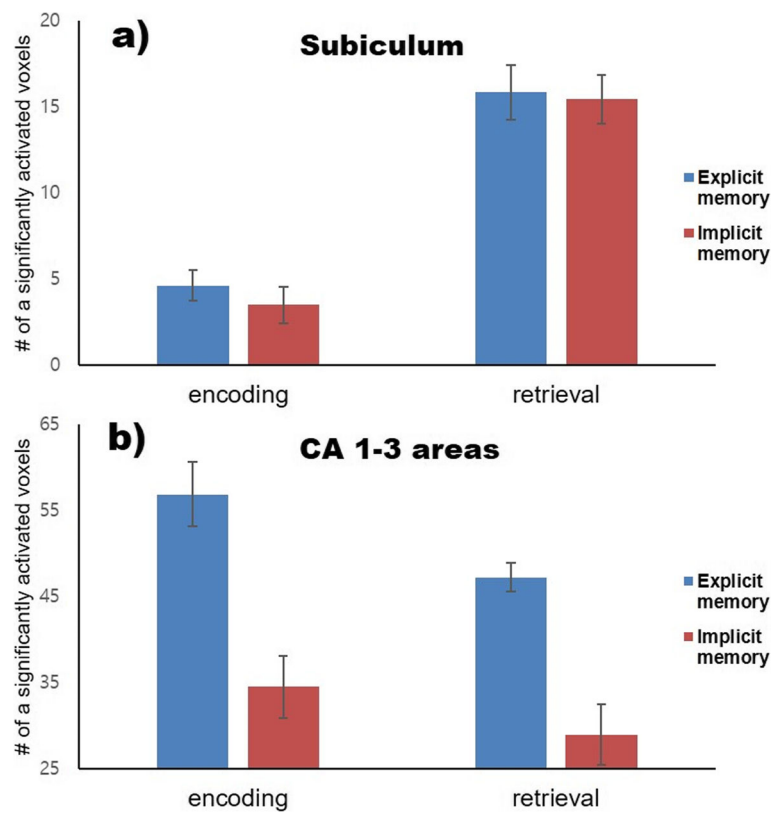 a)
Subiculum
# of a significantly activated voxels
20
15
10
5
0
encoding
retrieval
Explicit
memory
Implicit
memory
b)
CA 1-3 areas
# of a significantly activated voxels
65
55
45
35
25
encoding
retrieval
Explicit
memory
Implicit
memory